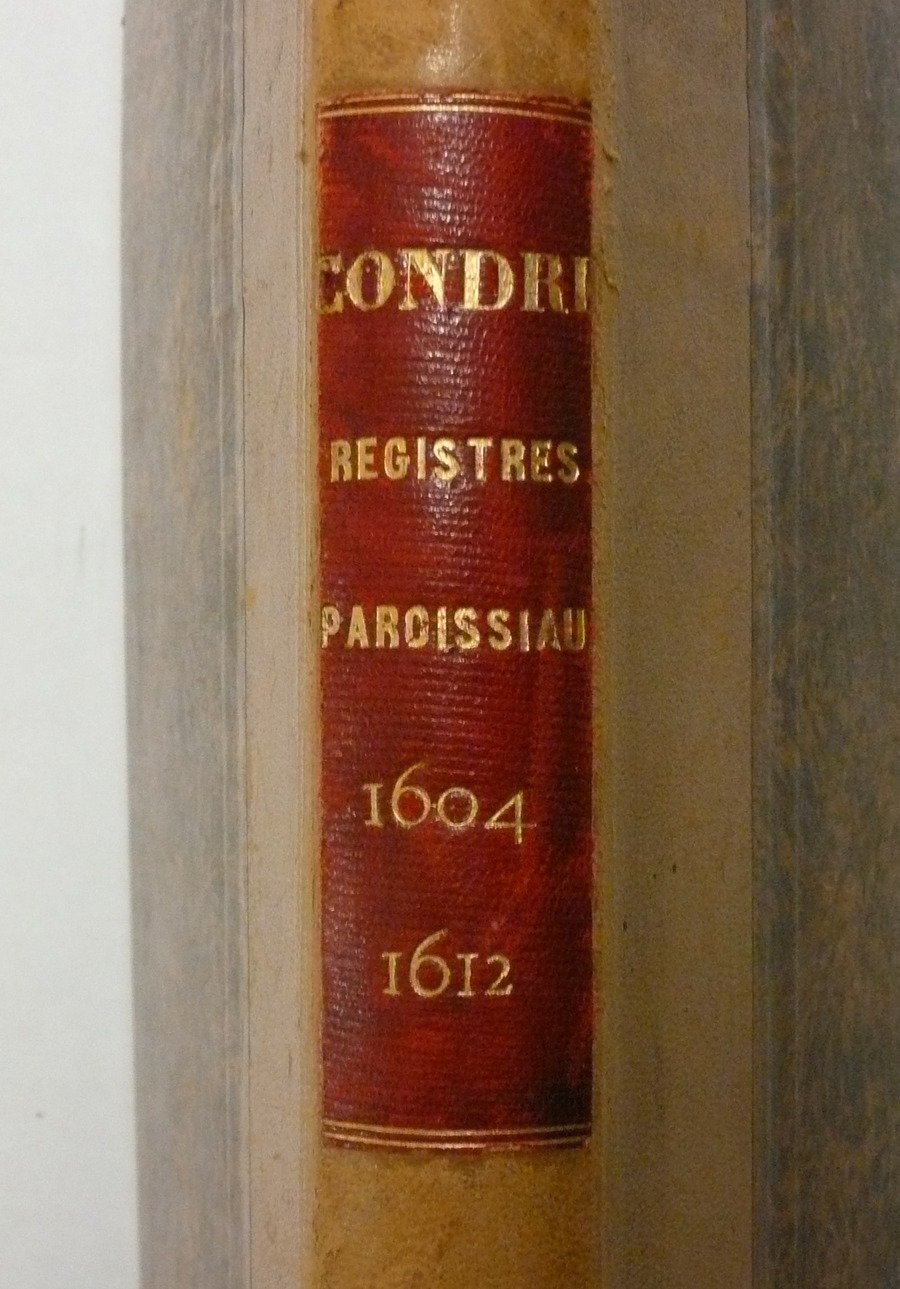 CONDRI
REGISTRES
PAROISSIAU
1604
1612